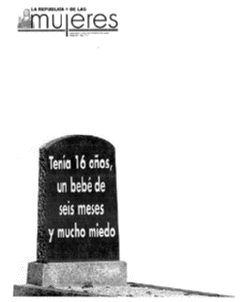 LA REPUBLICA DE LAS
mujeres
Tenía 16 años,
un bebé de
seis meses
y mucho miedo